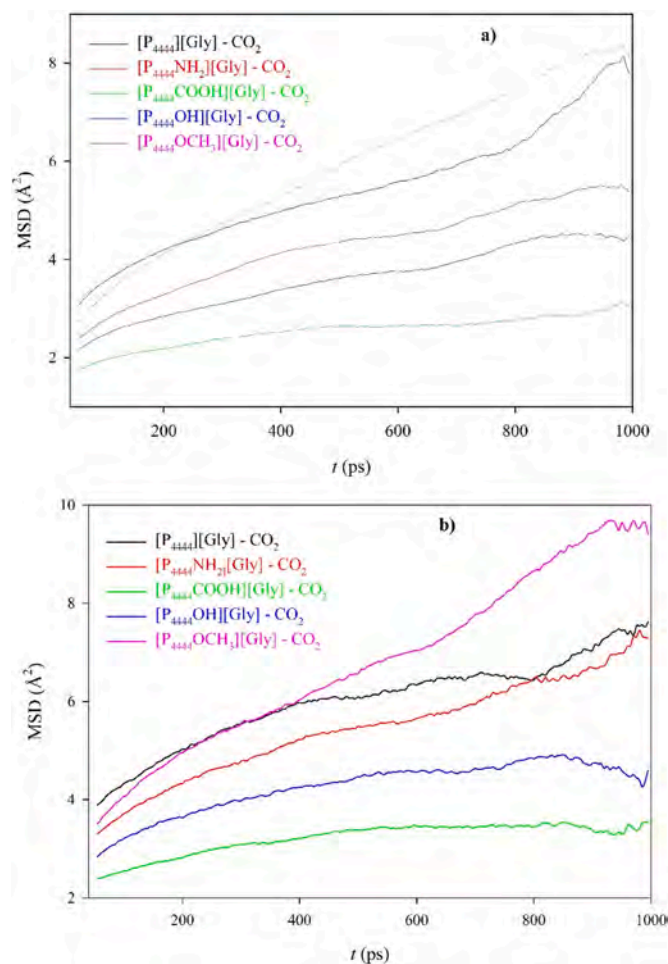 [P₄₄₄₄][Gly] - CO₂
a)
[P₄₄₄₄NH₂][Gly] - CO₂
[P₄₄₄₄COOH][Gly] - CO₂
[P₄₄₄₄OH][Gly] - CO₂
[P₄₄₄₄OCH₃][Gly] - CO₂
MSD (Å²)
8
6
4
2
200
400
600
800
1000
t (ps)
10
[P₄₄₄₄][Gly] - CO₂
b)
[P₄₄₄₄NH₂][Gly] - CO₂
[P₄₄₄₄COOH][Gly] - CO₂
[P₄₄₄₄OH][Gly] - CO₂
[P₄₄₄₄OCH₃][Gly] - CO₂
MSD (Å²)
8
6
4
2
200
400
600
800
1000
t (ps)